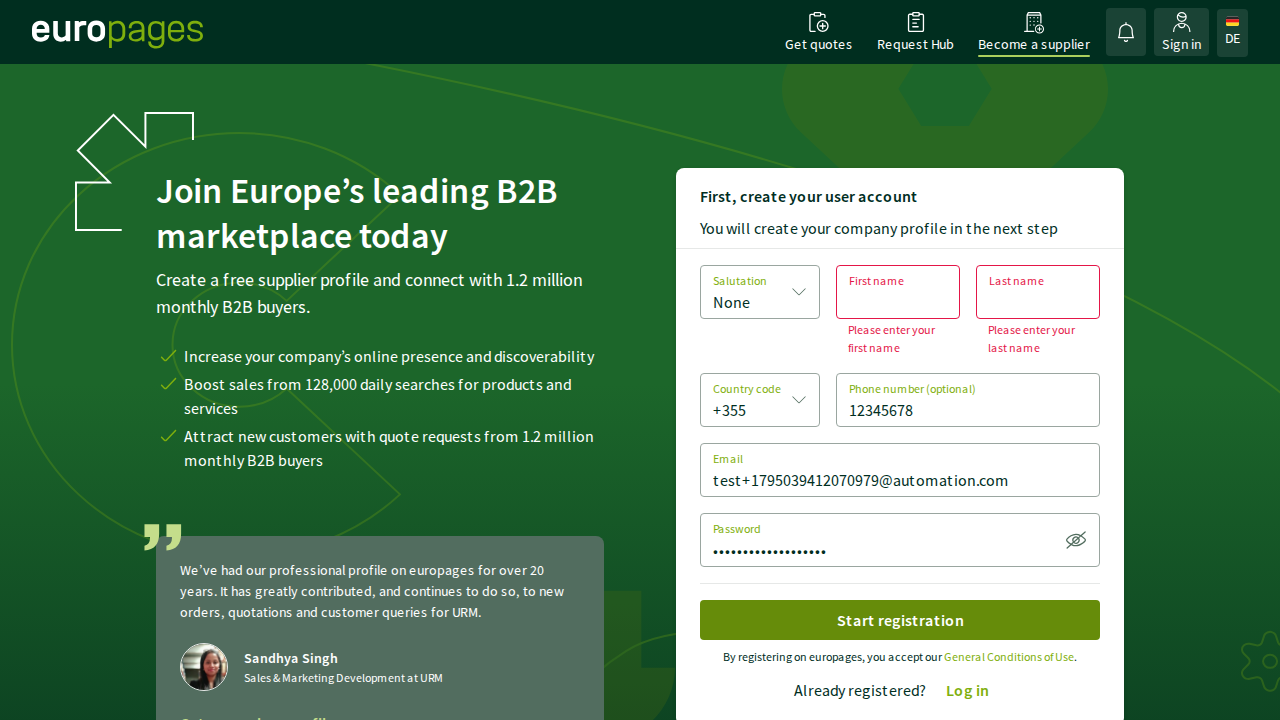 europages
Get quotes
Request Hub
Become a supplier
Sign in
DE
Join Europe’s leading B2B
marketplace today
Create a free supplier profile and connect with 1.2 million
monthly B2B buyers.
Increase your company’s online presence and discoverability
Boost sales from 128,000 daily searches for products and
services
Attract new customers with quote requests from 1.2 million
monthly B2B buyers
We’ve had our professional profile on europages for over 20
years. It has greatly contributed, and continues to do so, to new
orders, quotations and customer queries for URM.
Sandhya Singh
Sales & Marketing Development at URM
First, create your user account
You will create your company profile in the next step
Salutation
None
First name
Last name
Please enter your
first name
Please enter your
last name
Country code
+355
Phone number (optional)
12345678
Email
test+1795039412070979@automation.com
Password
•••••••••••••••••••
Start registration
By registering on europages, you accept our General Conditions of Use.
Already registered? Log in